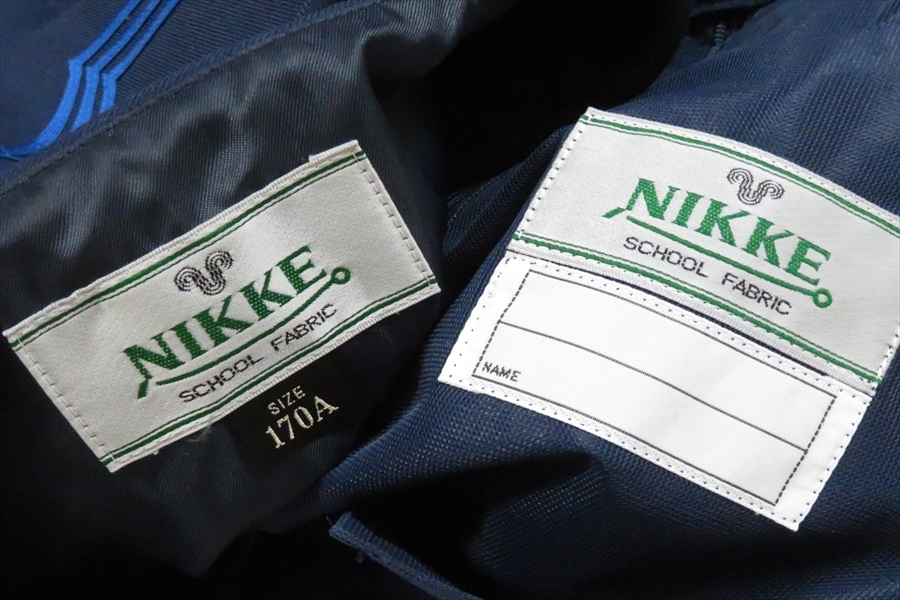 NIKKE
SCHOOL FABRIC
SIZE
170A
NIKKE
SCHOOL FABRIC
NAME